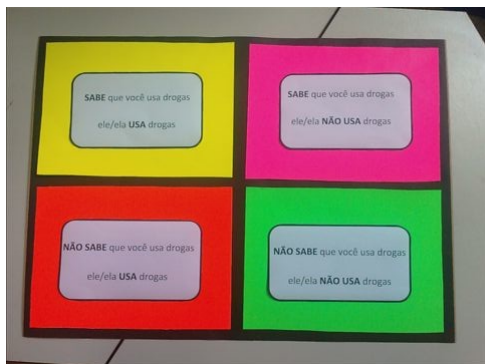 SABE que você usa drogas
ele/ela USA drogas
SABE que você usa drogas
ele/ela NÃO USA drogas
NÃO SABE que você usa drogas
ele/ela USA drogas
NÃO SABE que você usa drogas
ele/ela NÃO USA drogas